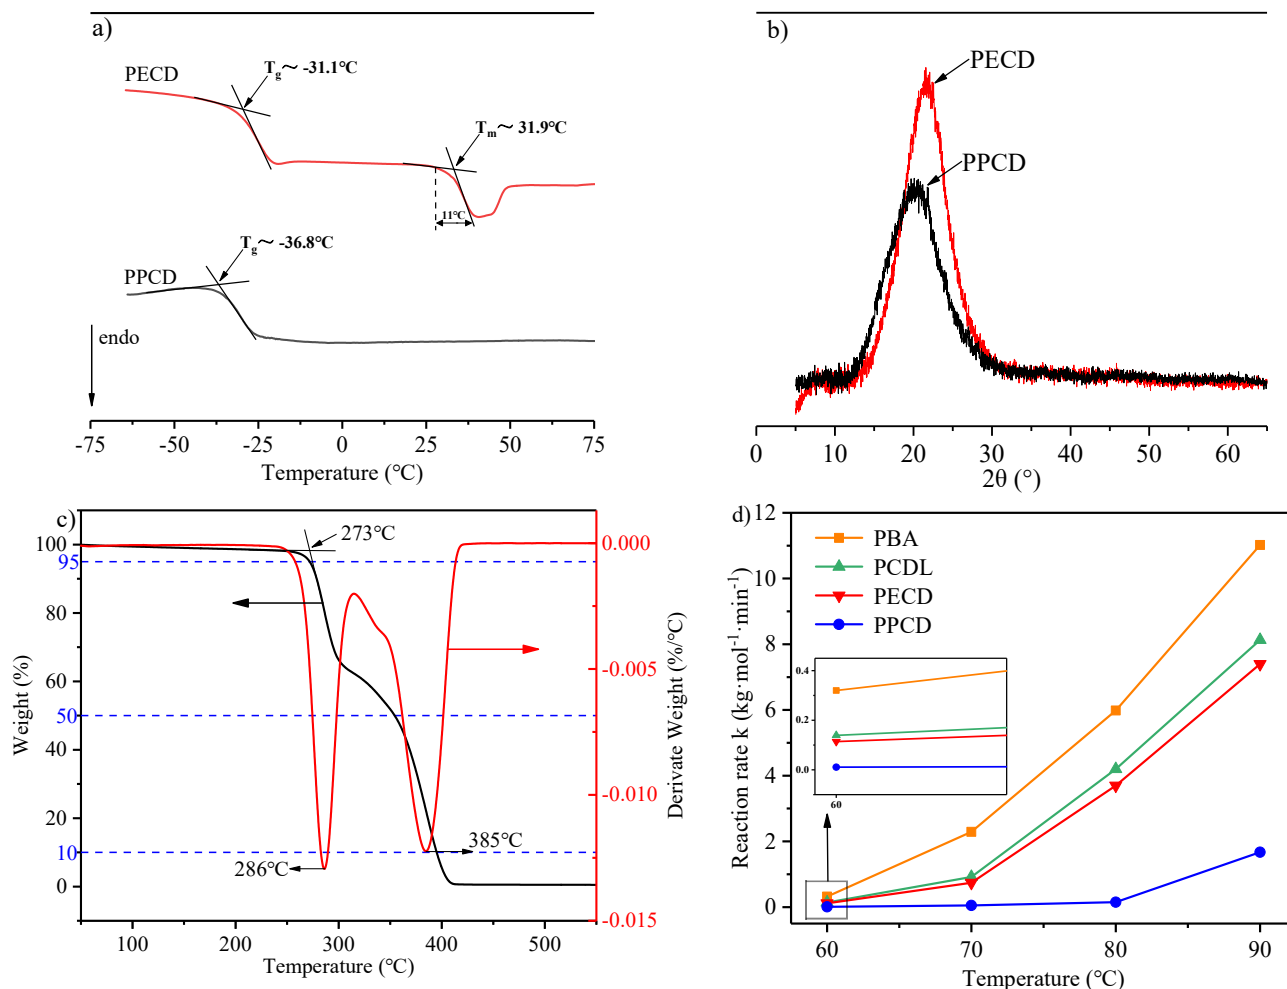 a)
PECD
Tg～ -31.1℃
Tm～ 31.9℃
11℃
Tg～ -36.8℃
PPCD
endo
-75 -50 -25 0 25 50 75
Temperature (℃)
b)
PECD
PPCD
0 10 20 30 40 50 60
2θ (°)
c)
273℃
100
95
80
60
50
40
20
10
0
Weight (%)
286℃
385℃
0.000
-0.005
-0.010
-0.015
Derivate Weight (%/℃)
100 200 300 400 500
Temperature (℃)
d)
PBA
PCDL
PECD
PPCD
12
10
8
6
4
2
0
Reaction rate k (kg·mol⁻¹·min⁻¹)
0.4
0.2
0.0
60
60 70 80 90
Temperature (℃)